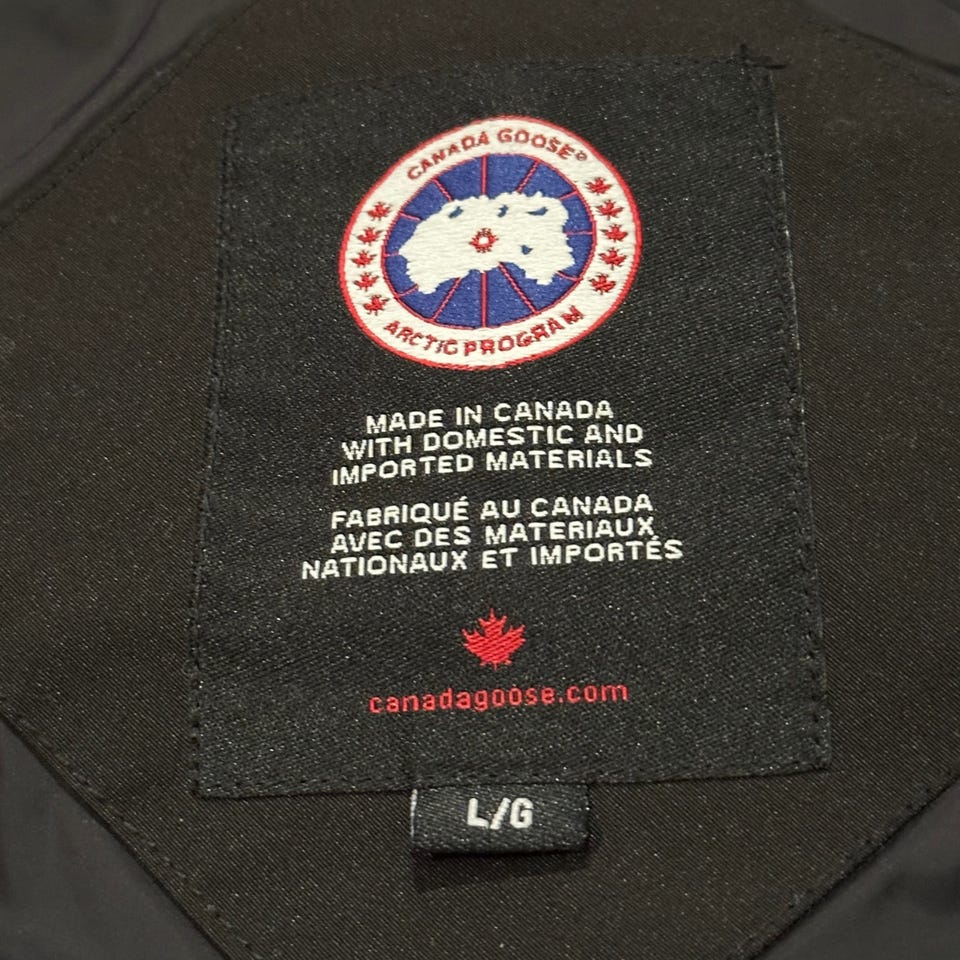 CANADA GOOSE®
ARCTIC PROGRAM
MADE IN CANADA
WITH DOMESTIC AND
IMPORTED MATERIALS
FABRIQUÉ AU CANADA
AVEC DES MATERIAUX
NATIONAUX ET IMPORTÉS
canadagoose.com
L/G